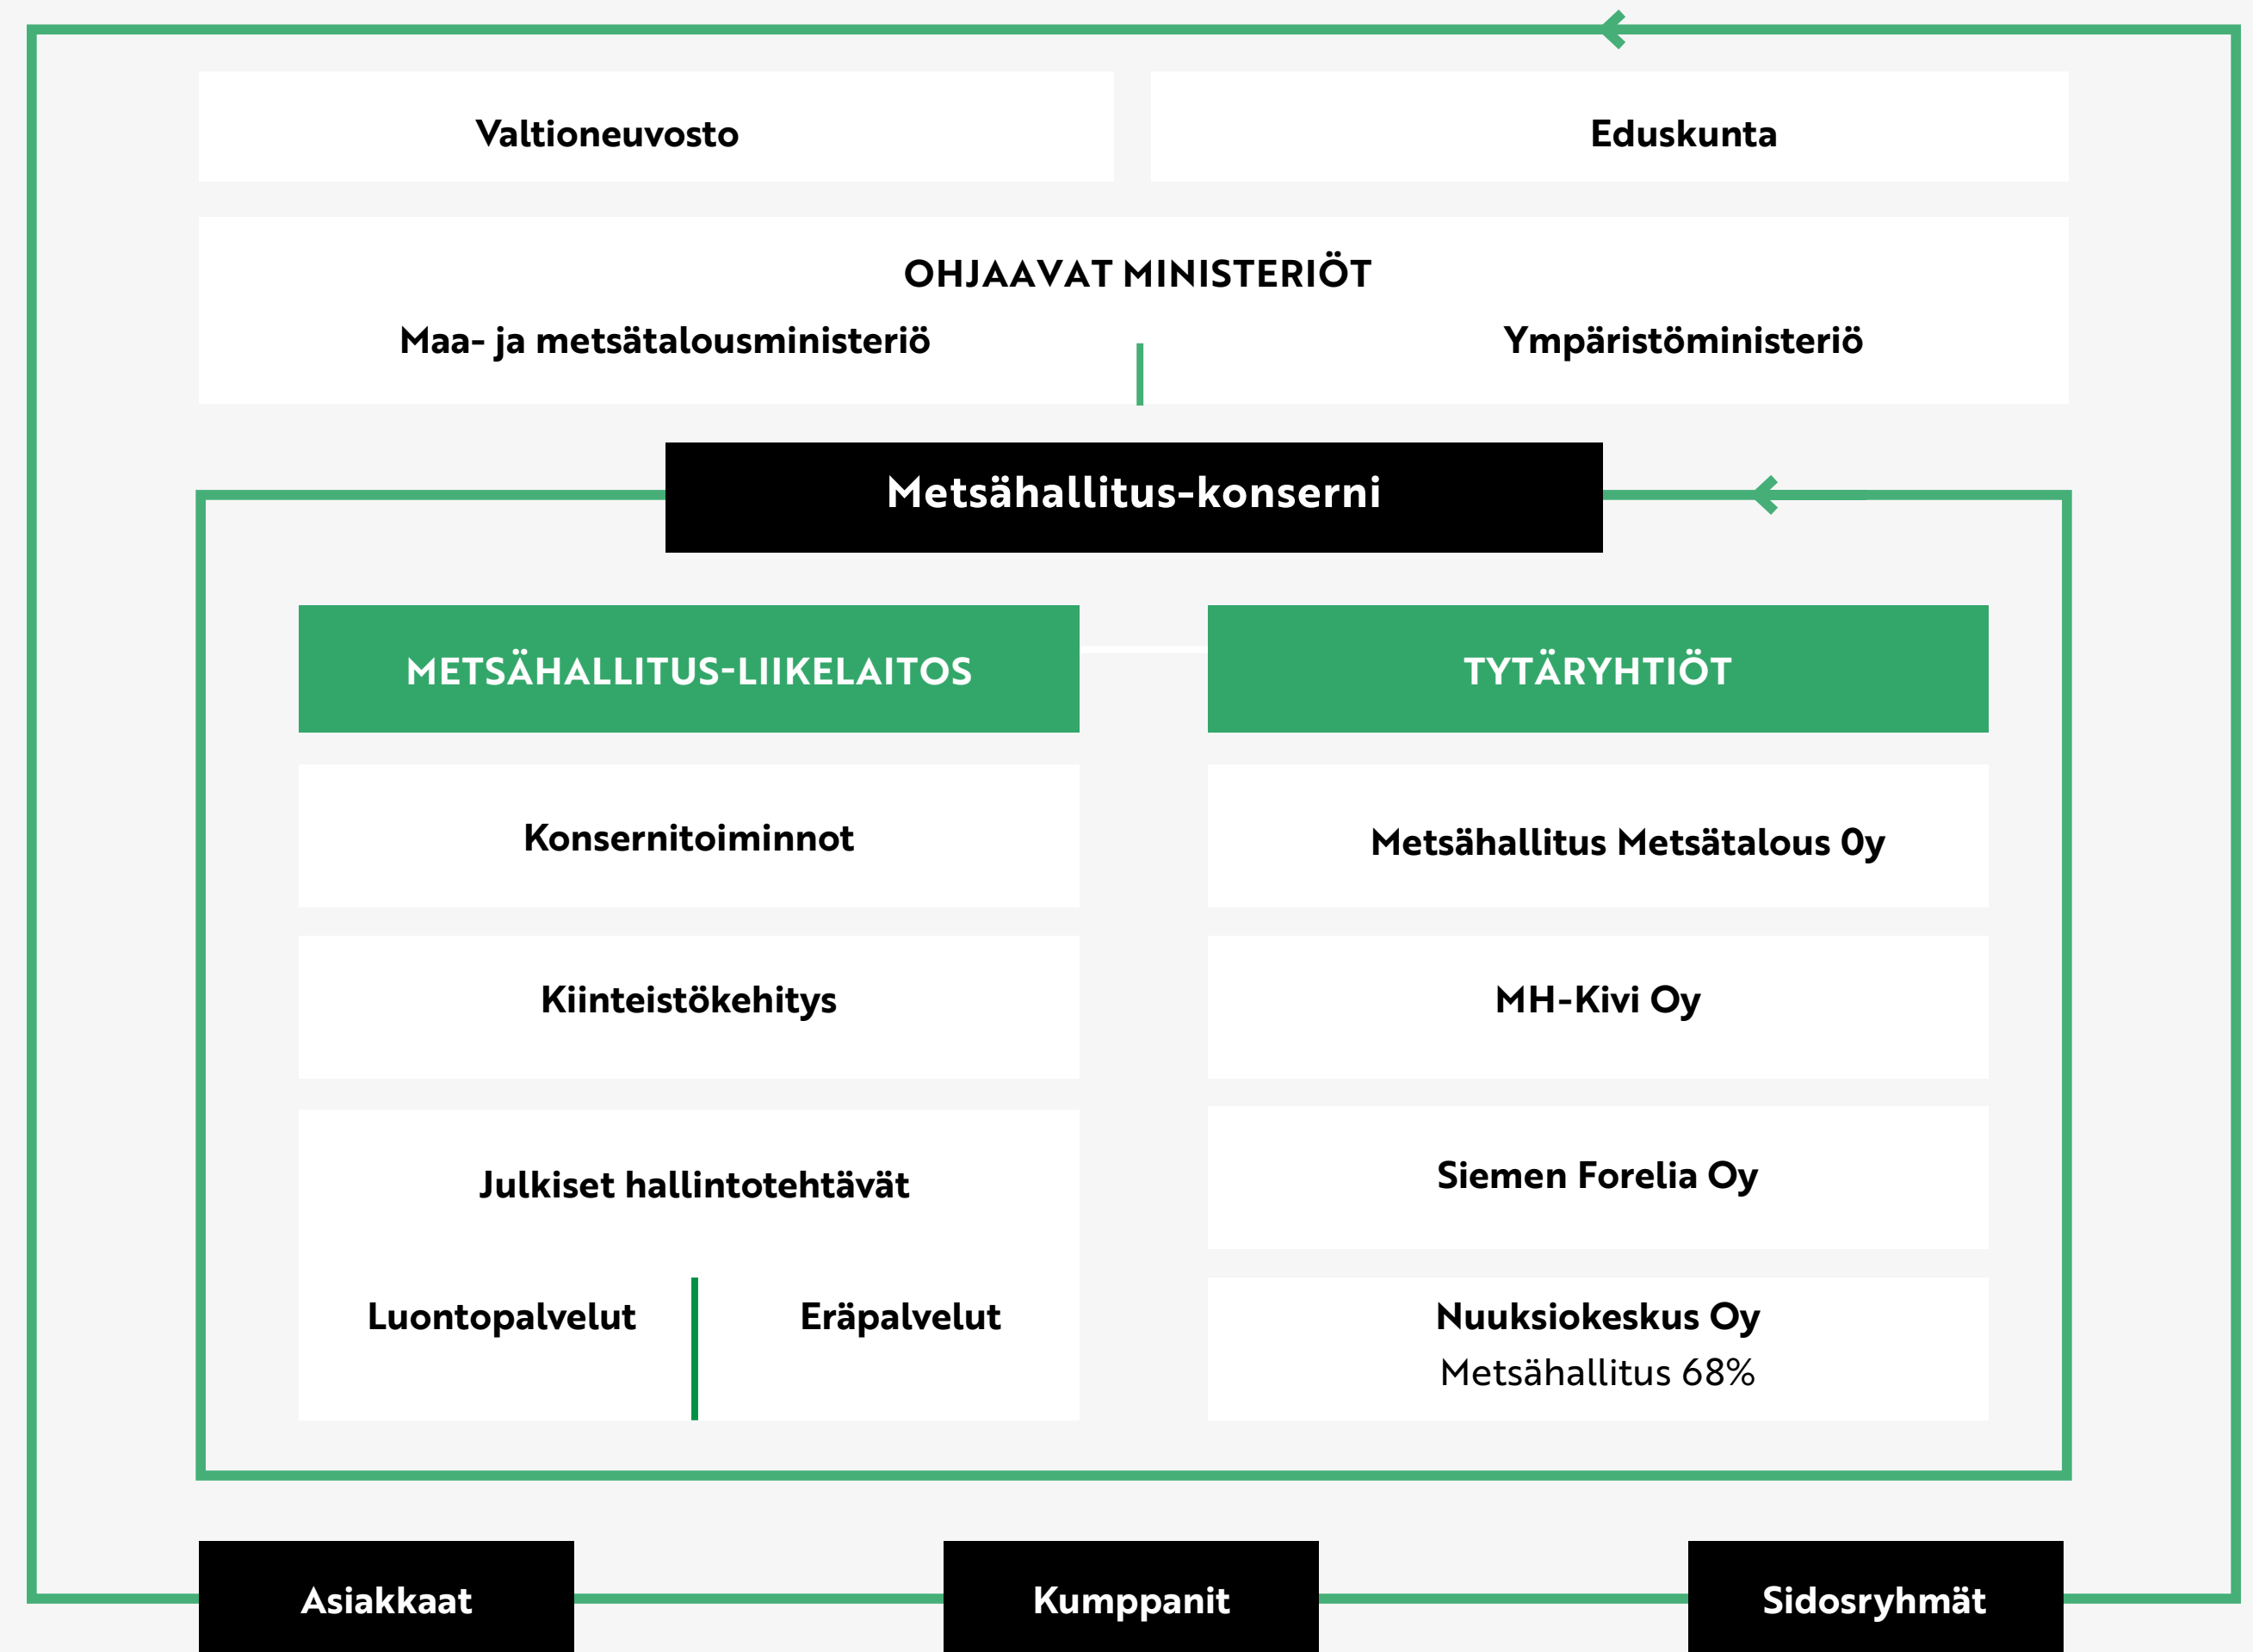 Valtioneuvosto
Eduskunta
OHJAAVAT MINISTERIÖT
Maa- ja metsätalousministeriö
Ympäristöministeriö
Metsähallitus-konserni
METSÄHALLITUS-LIIKELAITOS
Konsernitoiminnot
Kiinteistökehitys
Julkiset hallintotehtävät
Luontopalvelut
Eräpalvelut
TYTÄRYHTIÖT
Metsähallitus Metsätalous 0y
MH-Kivi Oy
Siemen Forelia Oy
Nuuksiokeskus Oy
Metsähallitus 68%
Asiakkaat
Kumppanit
Sidosryhmät